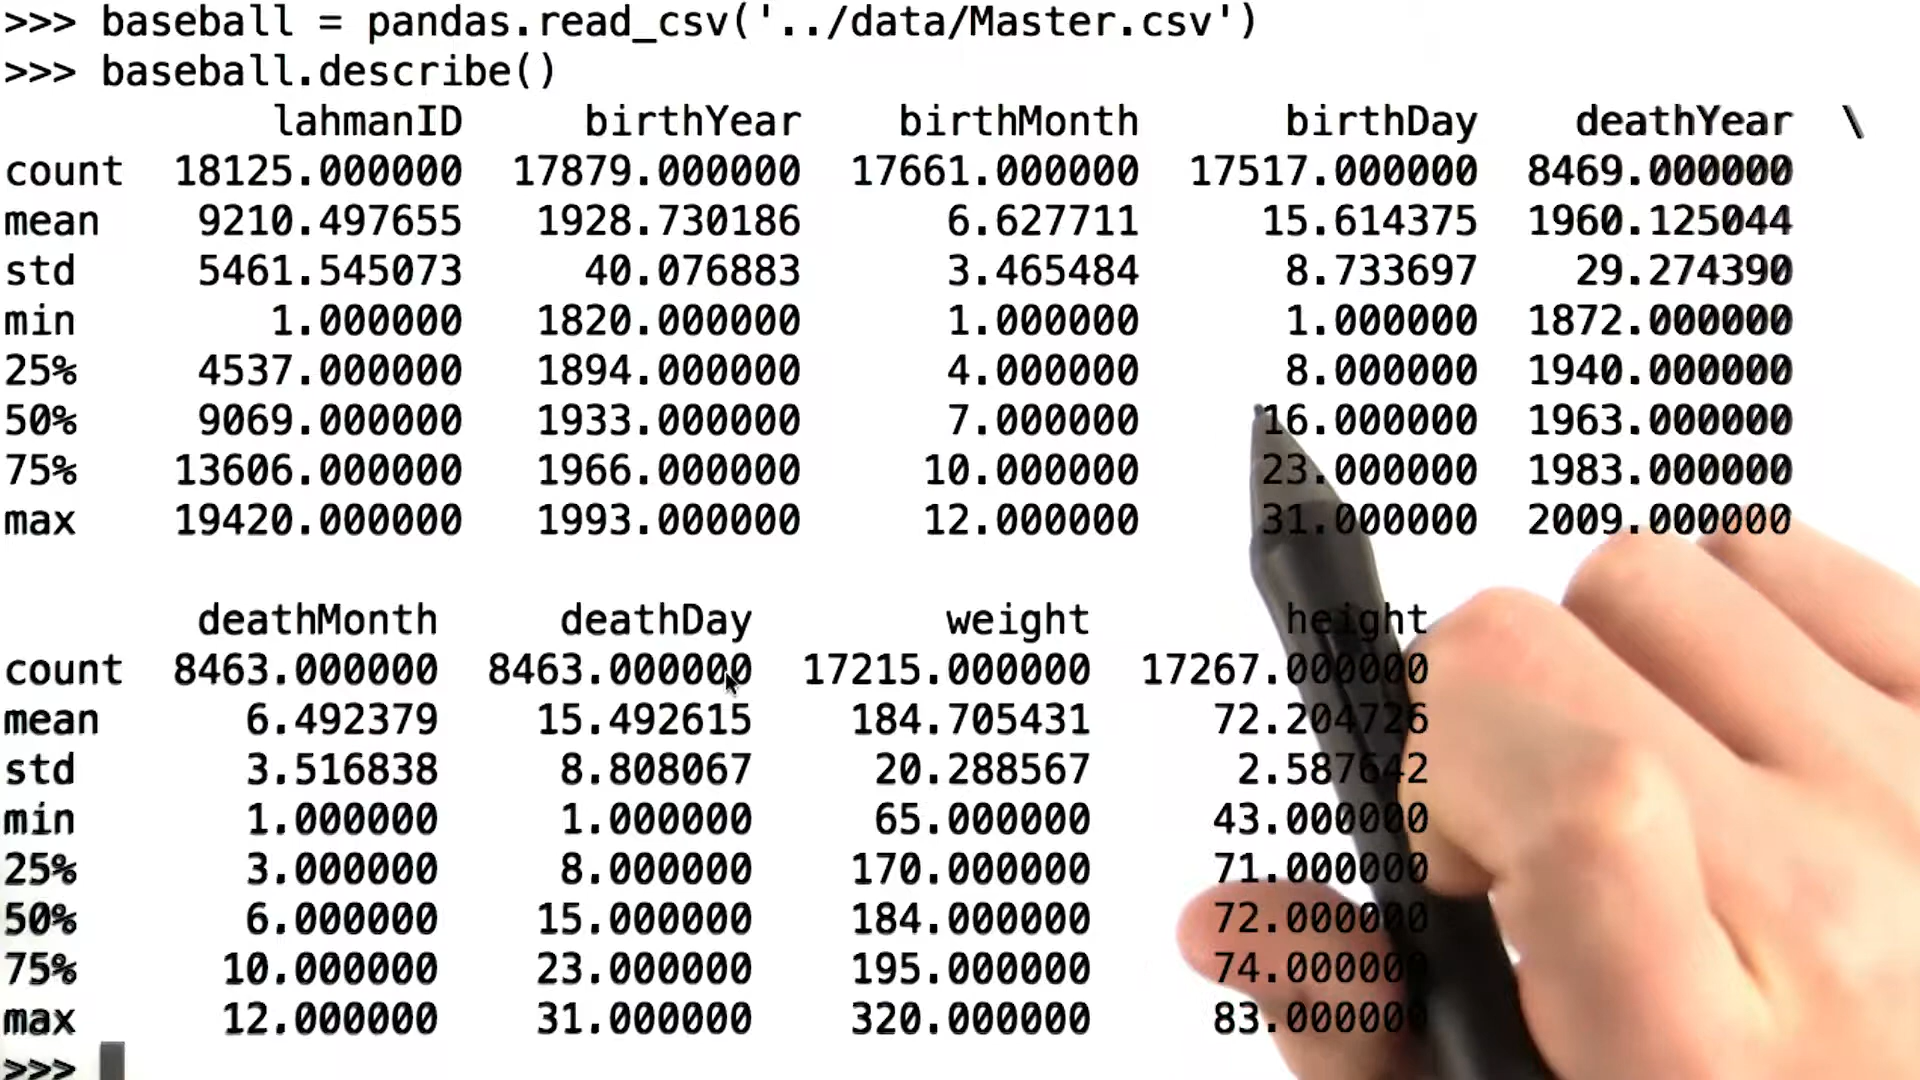 >>> baseball = pandas.read_csv('../data/Master.csv')
>>> baseball.describe()
lahmanID birthYear birthMonth birthDay deathYear \
count 18125.000000 17879.000000 17661.000000 17517.000000 8469.000000
mean 9210.497655 1928.730186 6.627711 15.614375 1960.125044
std 5461.545073 40.076883 3.465484 8.733697 29.274390
min 1.000000 1820.000000 1.000000 1.000000 1872.000000
25% 4537.000000 1894.000000 4.000000 8.000000 1940.000000
50% 9069.000000 1933.000000 7.000000 16.000000 1963.000000
75% 13606.000000 1966.000000 10.000000 23.000000 1983.000000
max 19420.000000 1993.000000 12.000000 31.000000 2009.000000
deathMonth deathDay weight height
count 8463.000000 8463.000000 17215.000000 17267.000000
mean 6.492379 15.492615 184.705431 72.204726
std 3.516838 8.808067 20.288567 2.587642
min 1.000000 1.000000 65.000000 43.000000
25% 3.000000 8.000000 170.000000 71.000000
50% 6.000000 15.000000 184.000000 72.000000
75% 10.000000 23.000000 195.000000 74.000000
max 12.000000 31.000000 320.000000 83.000000
>>>